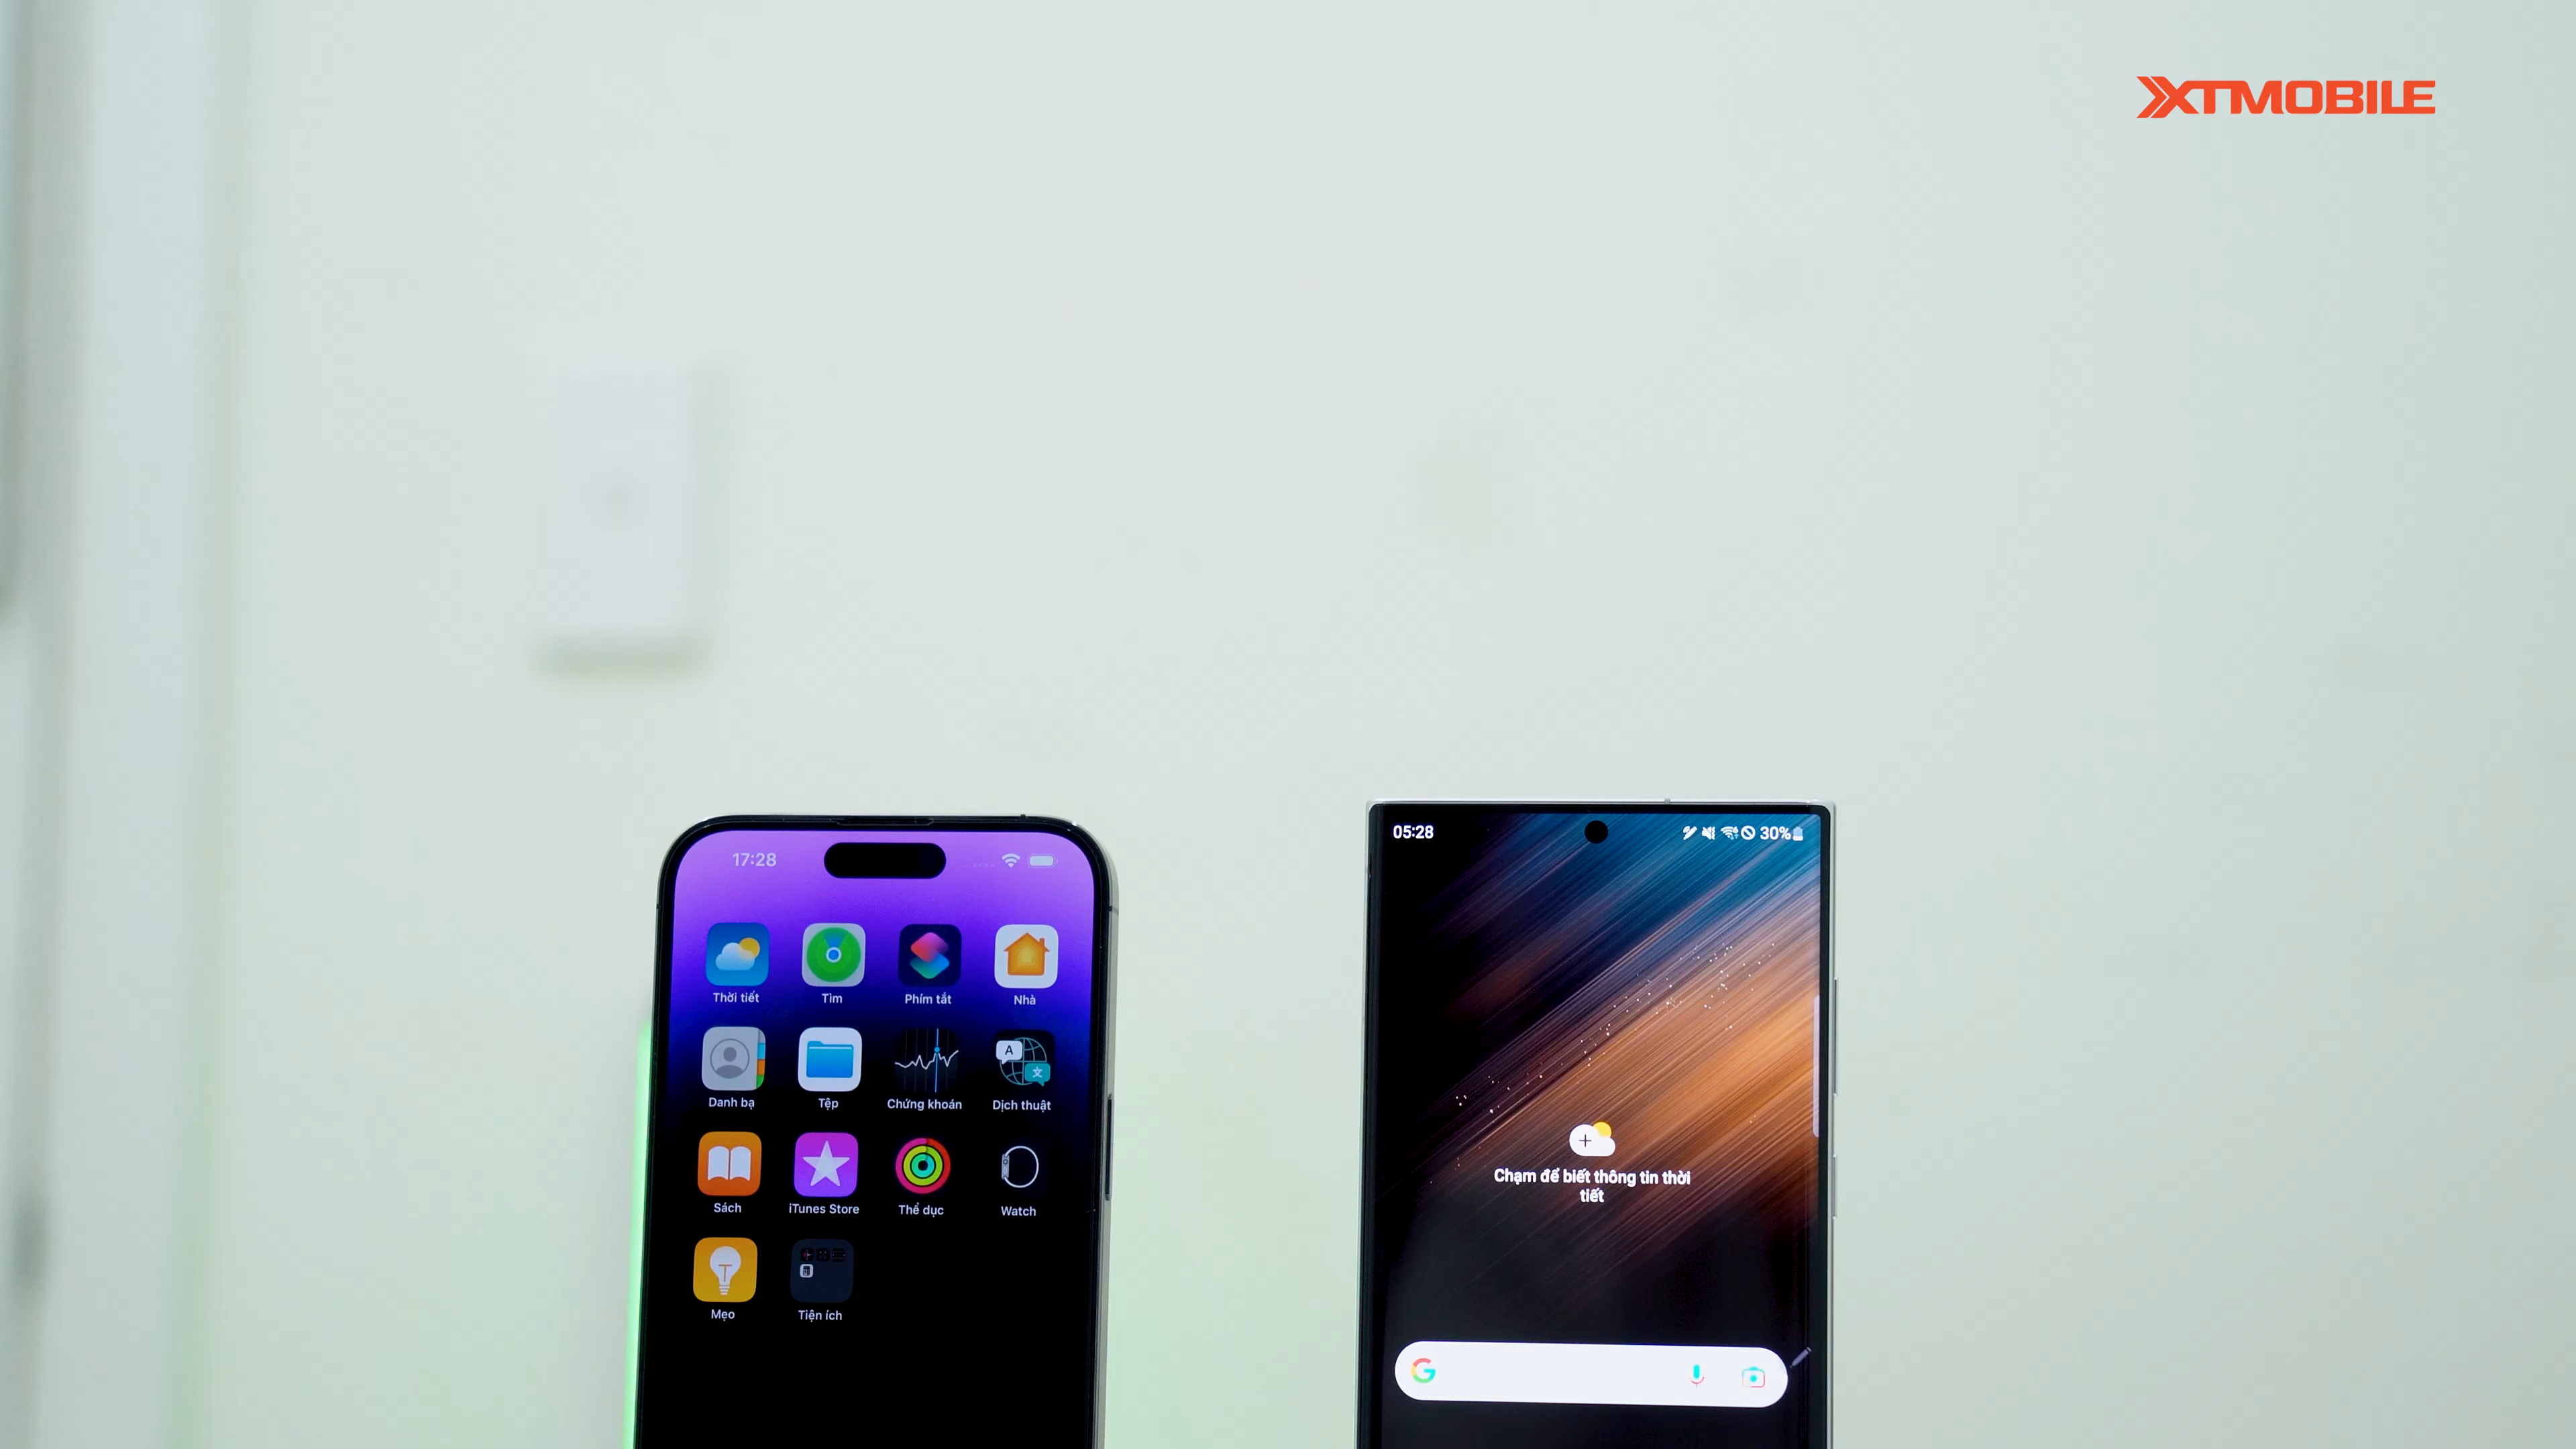 XTMOBILE
17:28
Thời tiết
Tìm
Phím tắt
Nhà
Danh bạ
Tệp
Chứng khoán
Dịch thuật
Sách
iTunes Store
Thể dục
Watch
Mẹo
Tiện ích
05:28
30%
Chạm để biết thông tin thời
tiết